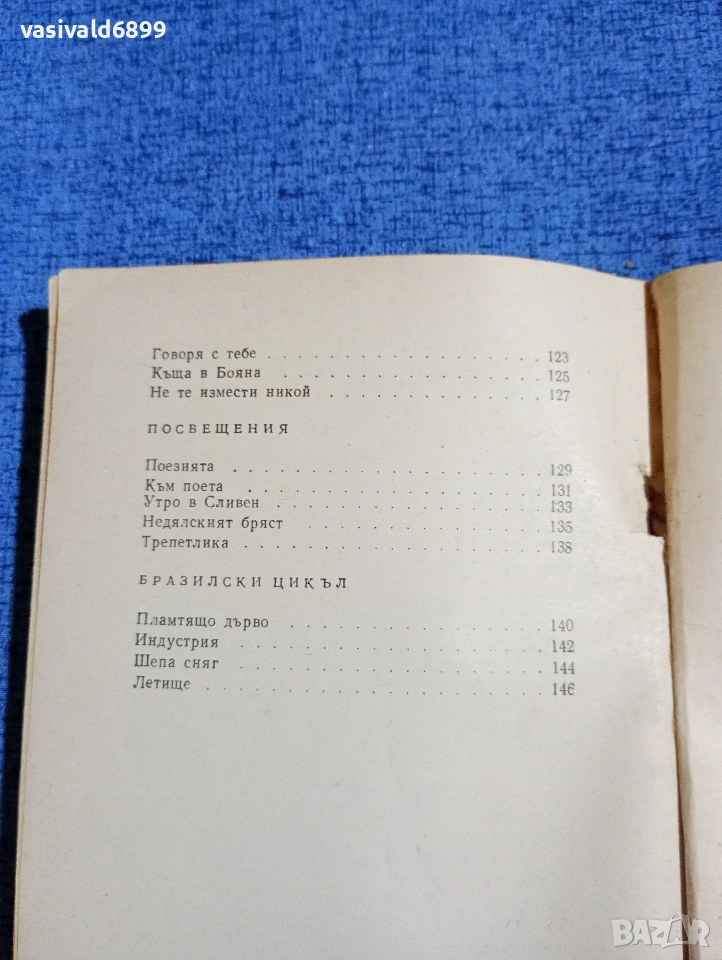 vasivald6899
Говоря с тебе . . . . . . . . . . . . . . . . 123
Къща в Бояна . . . . . . . . . . . . . . . . 125
Не те измести никой . . . . . . . . . . . . 127
ПОСВЕЩЕНИЯ
Поезията . . . . . . . . . . . . . . . . . . 129
Към поета . . . . . . . . . . . . . . . . . 131
Утро в Сливен . . . . . . . . . . . . . . . 133
Недялският бряст . . . . . . . . . . . . . 135
Трепетлика . . . . . . . . . . . . . . . . . 138
БРАЗИЛСКИ ЦИКЪЛ
Пламтящо дърво . . . . . . . . . . . . . . 140
Индустрия . . . . . . . . . . . . . . . . . 142
Шепа сняг . . . . . . . . . . . . . . . . . 144
Летище . . . . . . . . . . . . . . . . . . . 146
BAZAR